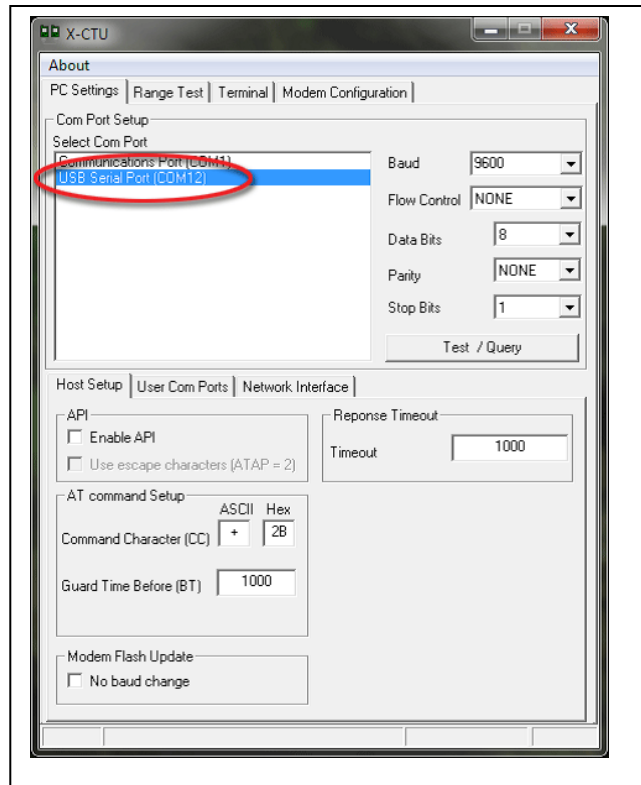 X-CTU
About
PC Settings Range Test Terminal Modem Configuration
Com Port Setup
Select Com Port
Communications Port (COM1)
USB Serial Port (COM12)
Baud 9600
Flow Control NONE
Data Bits 8
Parity NONE
Stop Bits 1
Test / Query
Host Setup User Com Ports Network Interface
API
Enable API
Use escape characters (ATAP = 2)
Reponse Timeout
Timeout 1000
AT command Setup
ASCII Hex
Command Character (CC) + 2B
Guard Time Before (BT) 1000
Modem Flash Update
No baud change